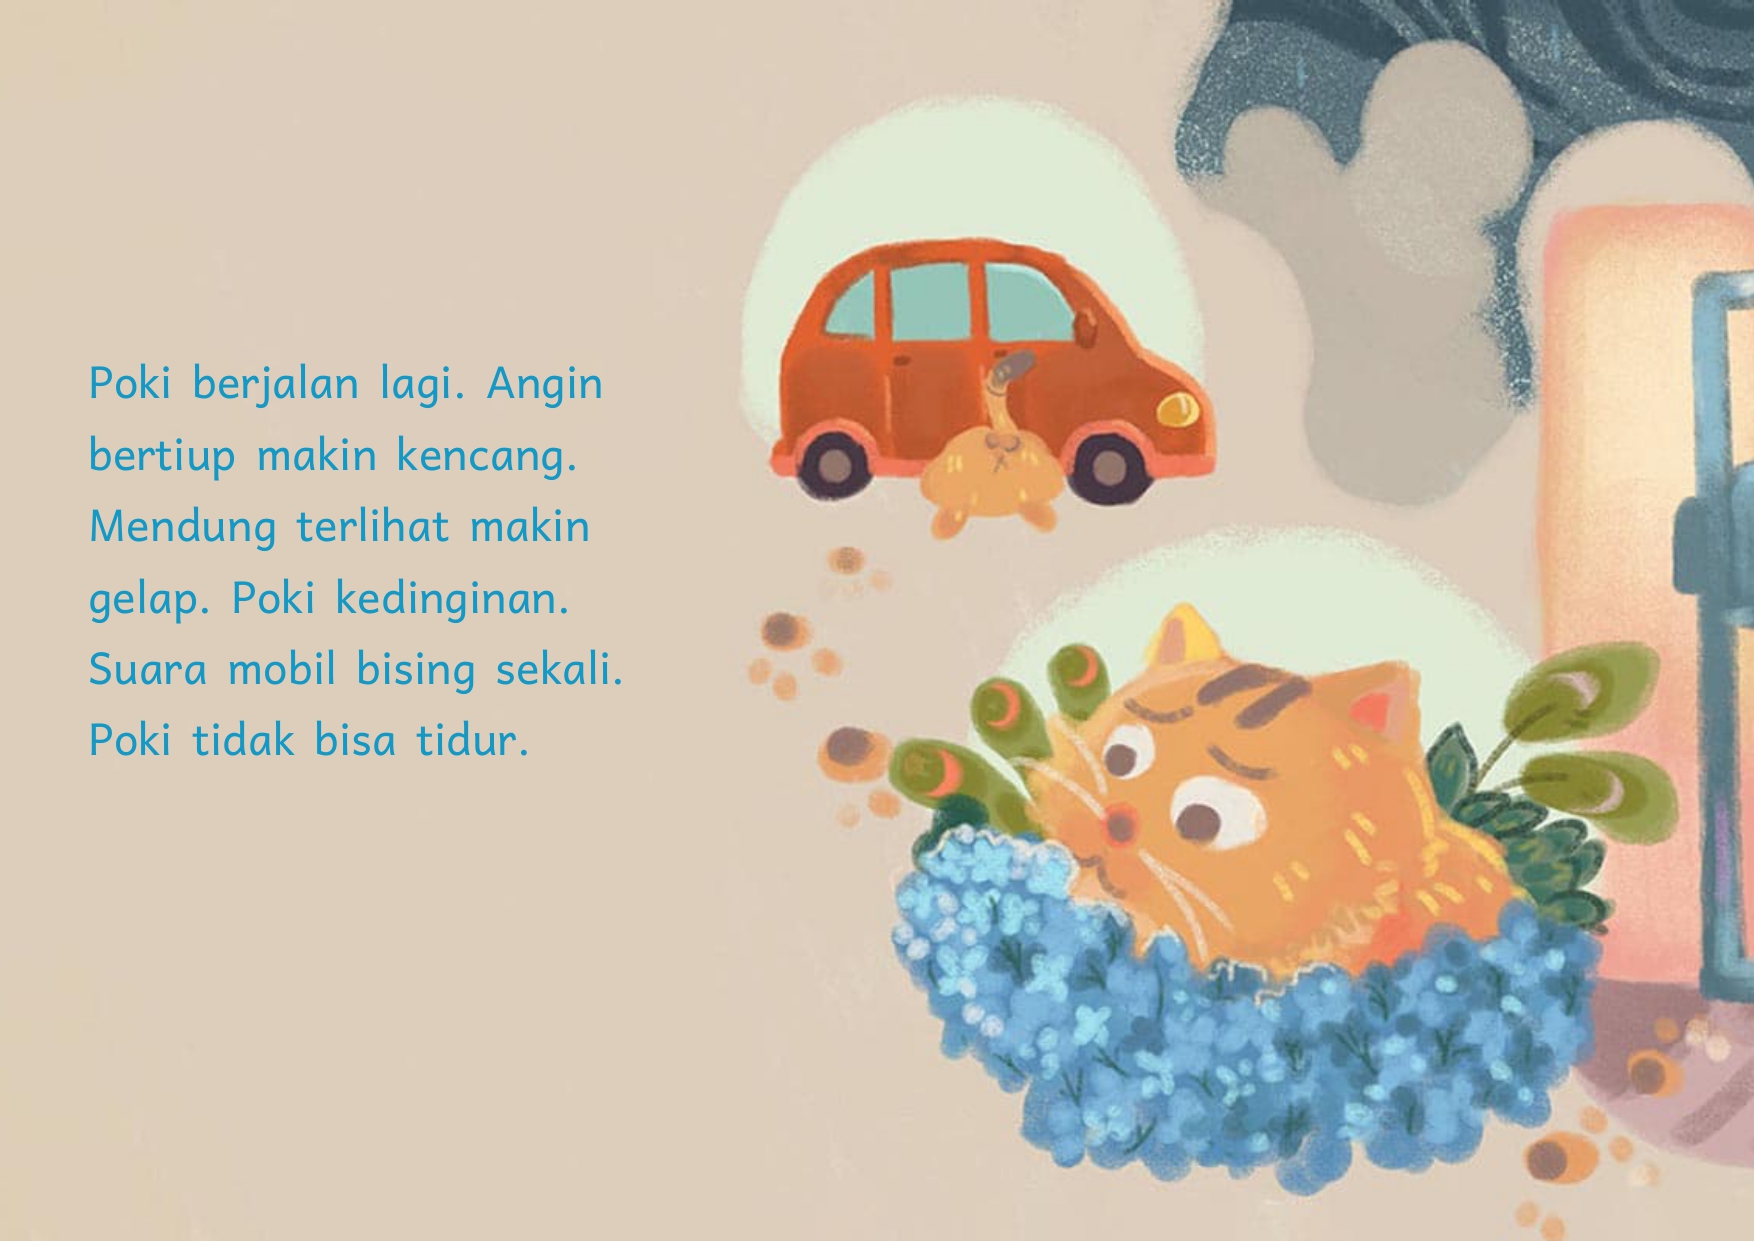 Poki berjalan lagi. Angin
bertiup makin kencang.
Mendung terlihat makin
gelap. Poki kedinginan.
Suara mobil bising sekali.
Poki tidak bisa tidur.